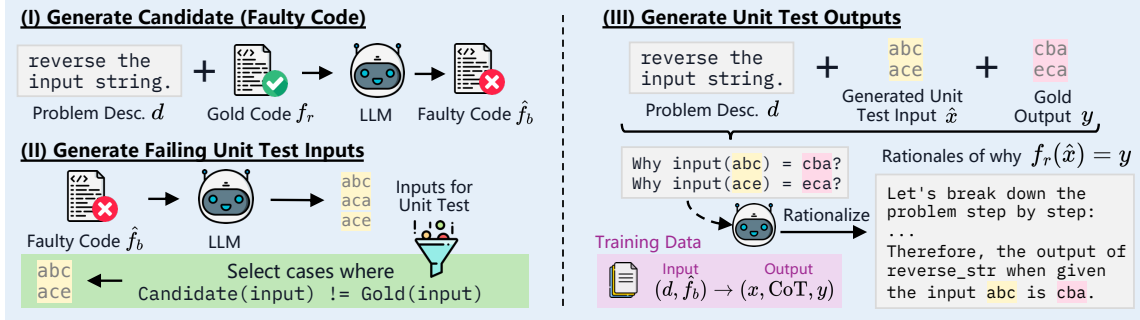 (I) Generate Candidate (Faulty Code)
reverse the
input string.
+
Problem Desc. d
Gold Code f_r
LLM
Faulty Code f̂_b
(II) Generate Failing Unit Test Inputs
Faulty Code f̂_b
LLM
abc
aca
ace
Inputs for
Unit Test
abc
ace
Select cases where
Candidate(input) != Gold(input)
(III) Generate Unit Test Outputs
reverse the
input string.
+
abc
ace
+
cba
eca
Problem Desc. d
Generated Unit
Test Input x̂
Gold
Output y
Why input(abc) = cba?
Why input(ace) = eca?
Rationalize
Rationales of why f_r(x̂) = y
Let's break down the
problem step by step:
...
Therefore, the output of
reverse_str when given
the input abc is cba.
Training Data
Input Output
(d, f̂_b) → (x, CoT, y)